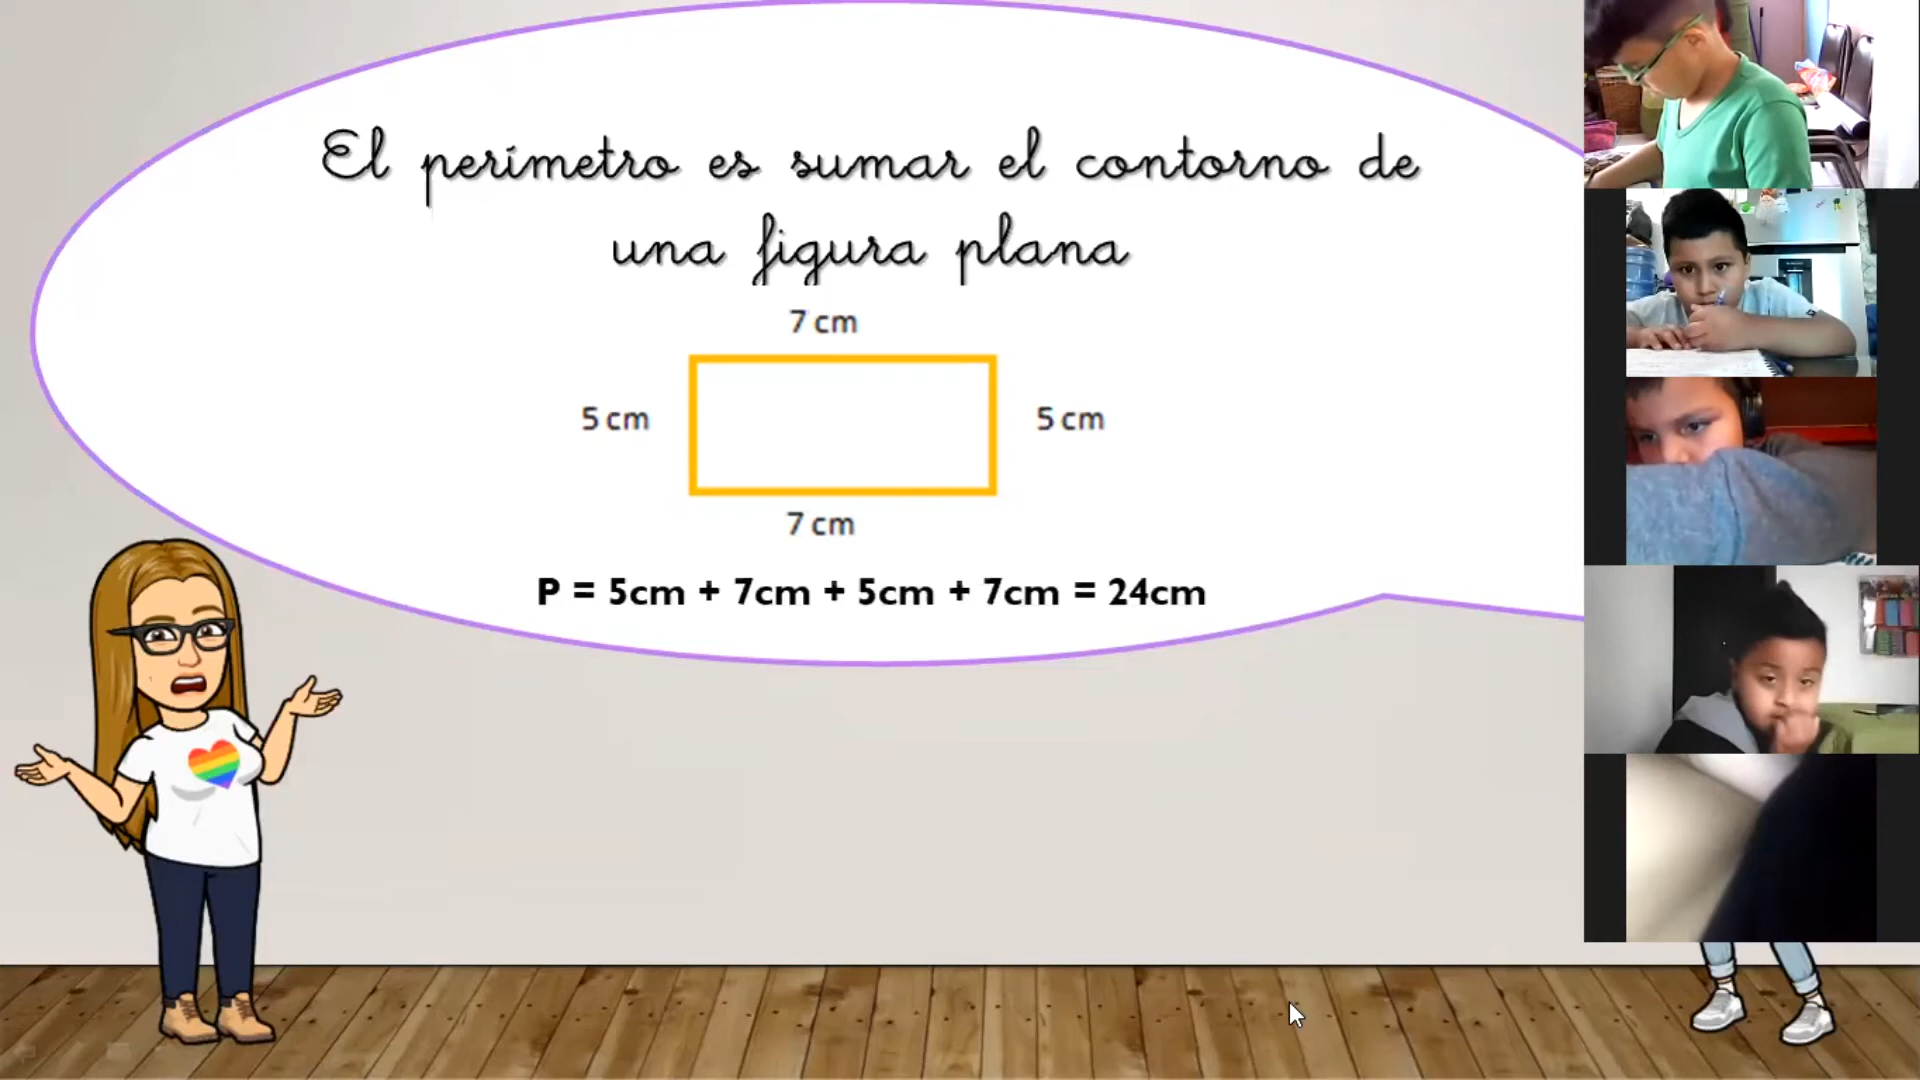 El perímetro es sumar el contorno de
una figura plana
7 cm
5 cm
5 cm
7 cm
P = 5cm + 7cm + 5cm + 7cm = 24cm